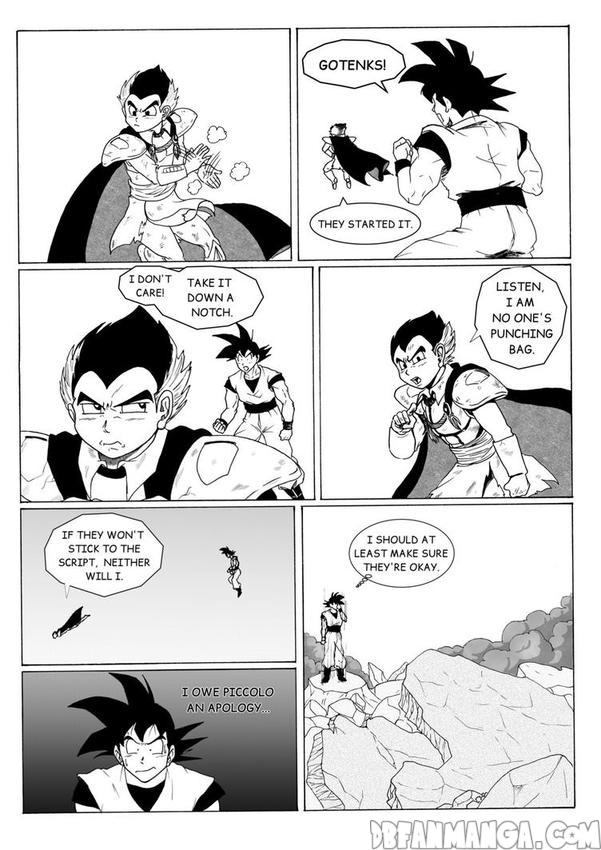 GOTENKS!
THEY STARTED IT.
I DON'T
CARE!
TAKE IT
DOWN A
NOTCH.
LISTEN,
I AM
NO ONE'S
PUNCHING
BAG.
IF THEY WON'T
STICK TO THE
SCRIPT, NEITHER
WILL I.
I OWE PICCOLO
AN APOLOGY...
I SHOULD AT
LEAST MAKE SURE
THEY'RE OKAY.
DBFANMANGA.COM